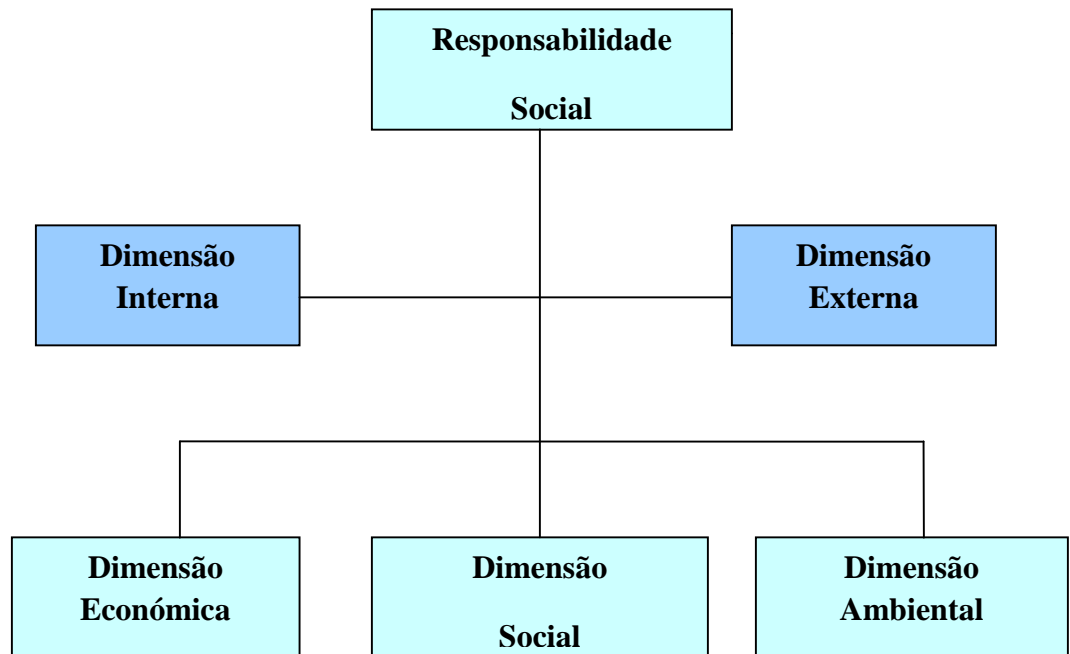 Responsabilidade
Social
Dimensão
Interna
Dimensão
Externa
Dimensão
Económica
Dimensão
Social
Dimensão
Ambiental